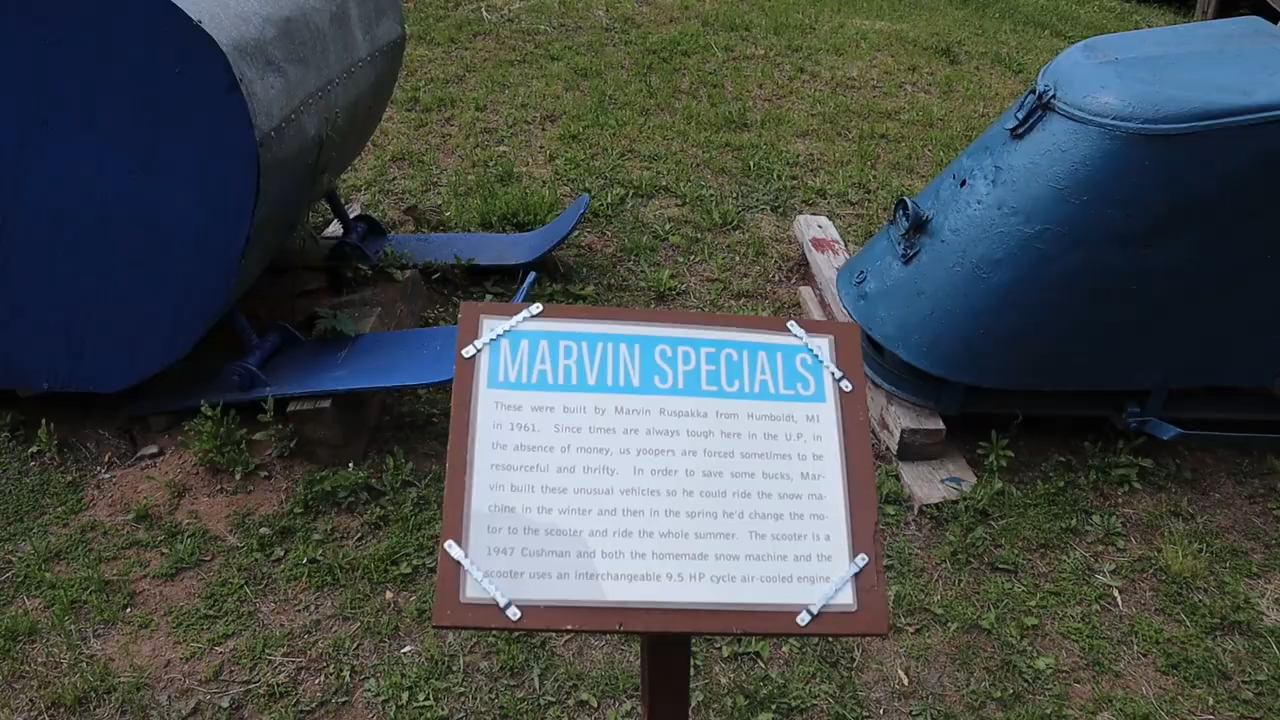 MARVIN SPECIALS
These were built by Marvin Ruspakka from Humboldt, MI
in 1961. Since times are always tough here in the U.P, in
the absence of money, us yoopers are forced sometimes to be
resourceful and thrifty. In order to save some bucks, Mar-
vin built these unusual vehicles so he could ride the snow ma-
chine in the winter and then in the spring he'd change the mo-
tor to the scooter and ride the whole summer. The scooter is a
1947 Cushman and both the homemade snow machine and the
scooter uses an interchangeable 9.5 HP cycle air-cooled engine